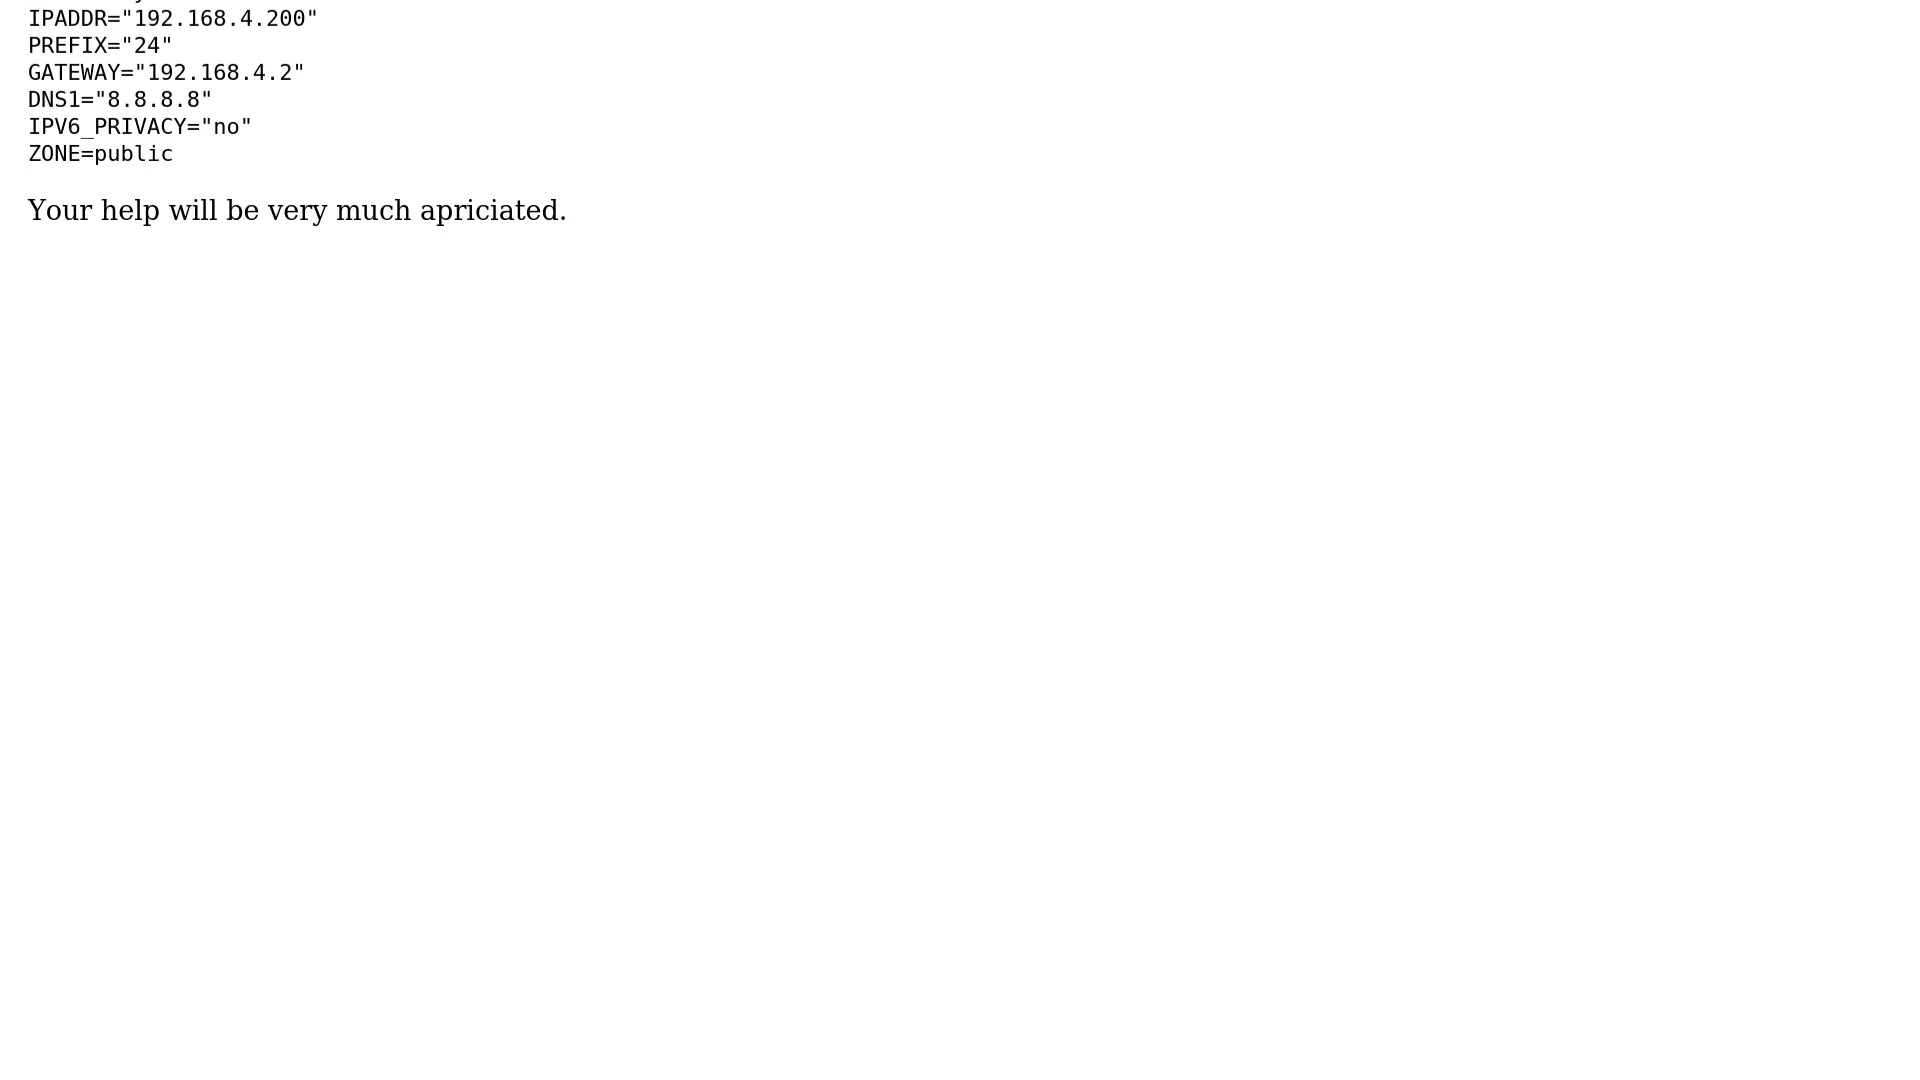 IPADDR="192.168.4.200"
PREFIX="24"
GATEWAY="192.168.4.2"
DNS1="8.8.8.8"
IPV6_PRIVACY="no"
ZONE=public
Your help will be very much apriciated.